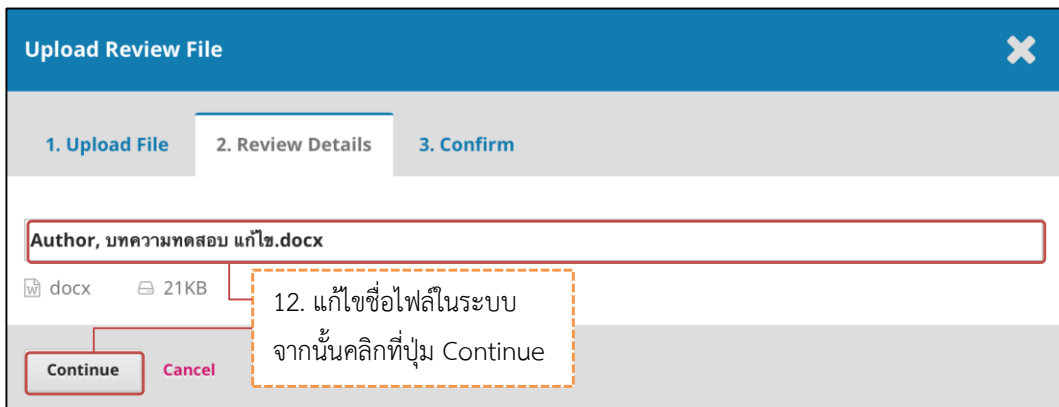 Upload Review File
1. Upload File 2. Review Details 3. Confirm
Author, บทความทดสอบ แก้ไข.docx
docx 21KB
12. แก้ไขชื่อไฟล์ในระบบ
จากนั้นคลิกที่ปุ่ม Continue
Continue Cancel